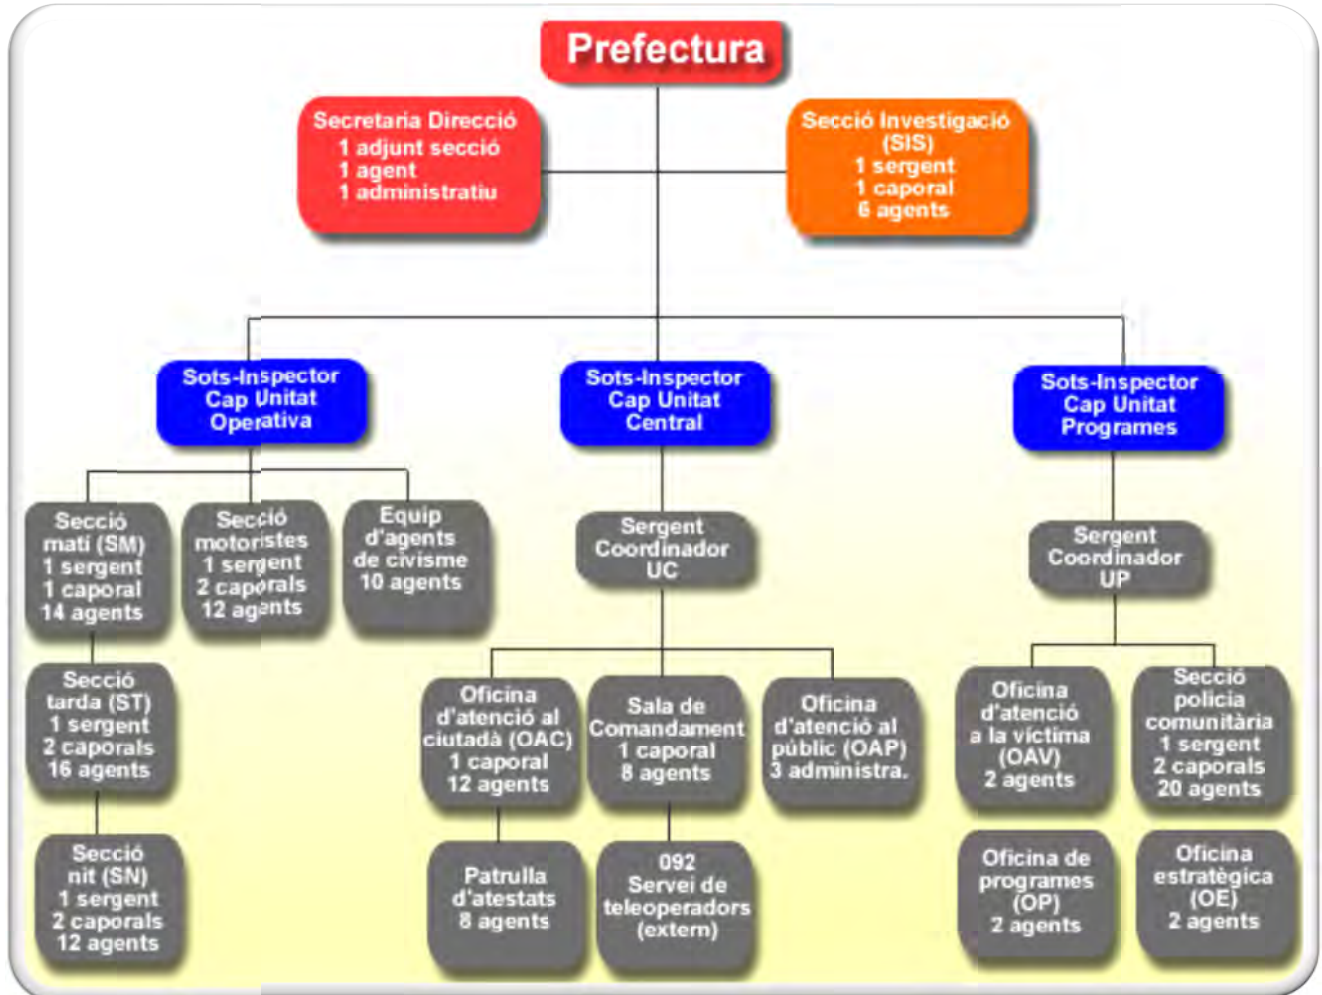 Prefectura
Secretaria Direcció
1 adjunt secció
1 agent
1 administratiu
Secció Investigació
(SIS)
1 sergent
1 caporal
6 agents
Sots-Inspector
Cap Unitat
Operativa
Sots-Inspector
Cap Unitat
Central
Sots-Inspector
Cap Unitat
Programes
Secció
matí (SM)
1 sergent
1 caporal
14 agents
Secció
motoristes
1 sergent
2 caporals
12 agents
Equip
d'agents
de civisme
10 agents
Sergent
Coordinador
UC
Sergent
Coordinador
UP
Secció
tarda (ST)
1 sergent
2 caporals
16 agents
Oficina
d'atenció al
ciutadà (OAC)
1 caporal
12 agents
Sala de
Comandament
1 caporal
8 agents
Oficina
d'atenció al
públic (OAP)
3 administra.
Oficina
d'atenció
a la víctima
(OAV)
2 agents
Secció
policia
comunitària
1 sergent
2 caporals
20 agents
Secció
nit (SN)
1 sergent
2 caporals
12 agents
Patrulla
d'atestats
8 agents
092
Servei de
teleoperadors
(extern)
Oficina de
programes
(OP)
2 agents
Oficina
estratègica
(OE)
2 agents